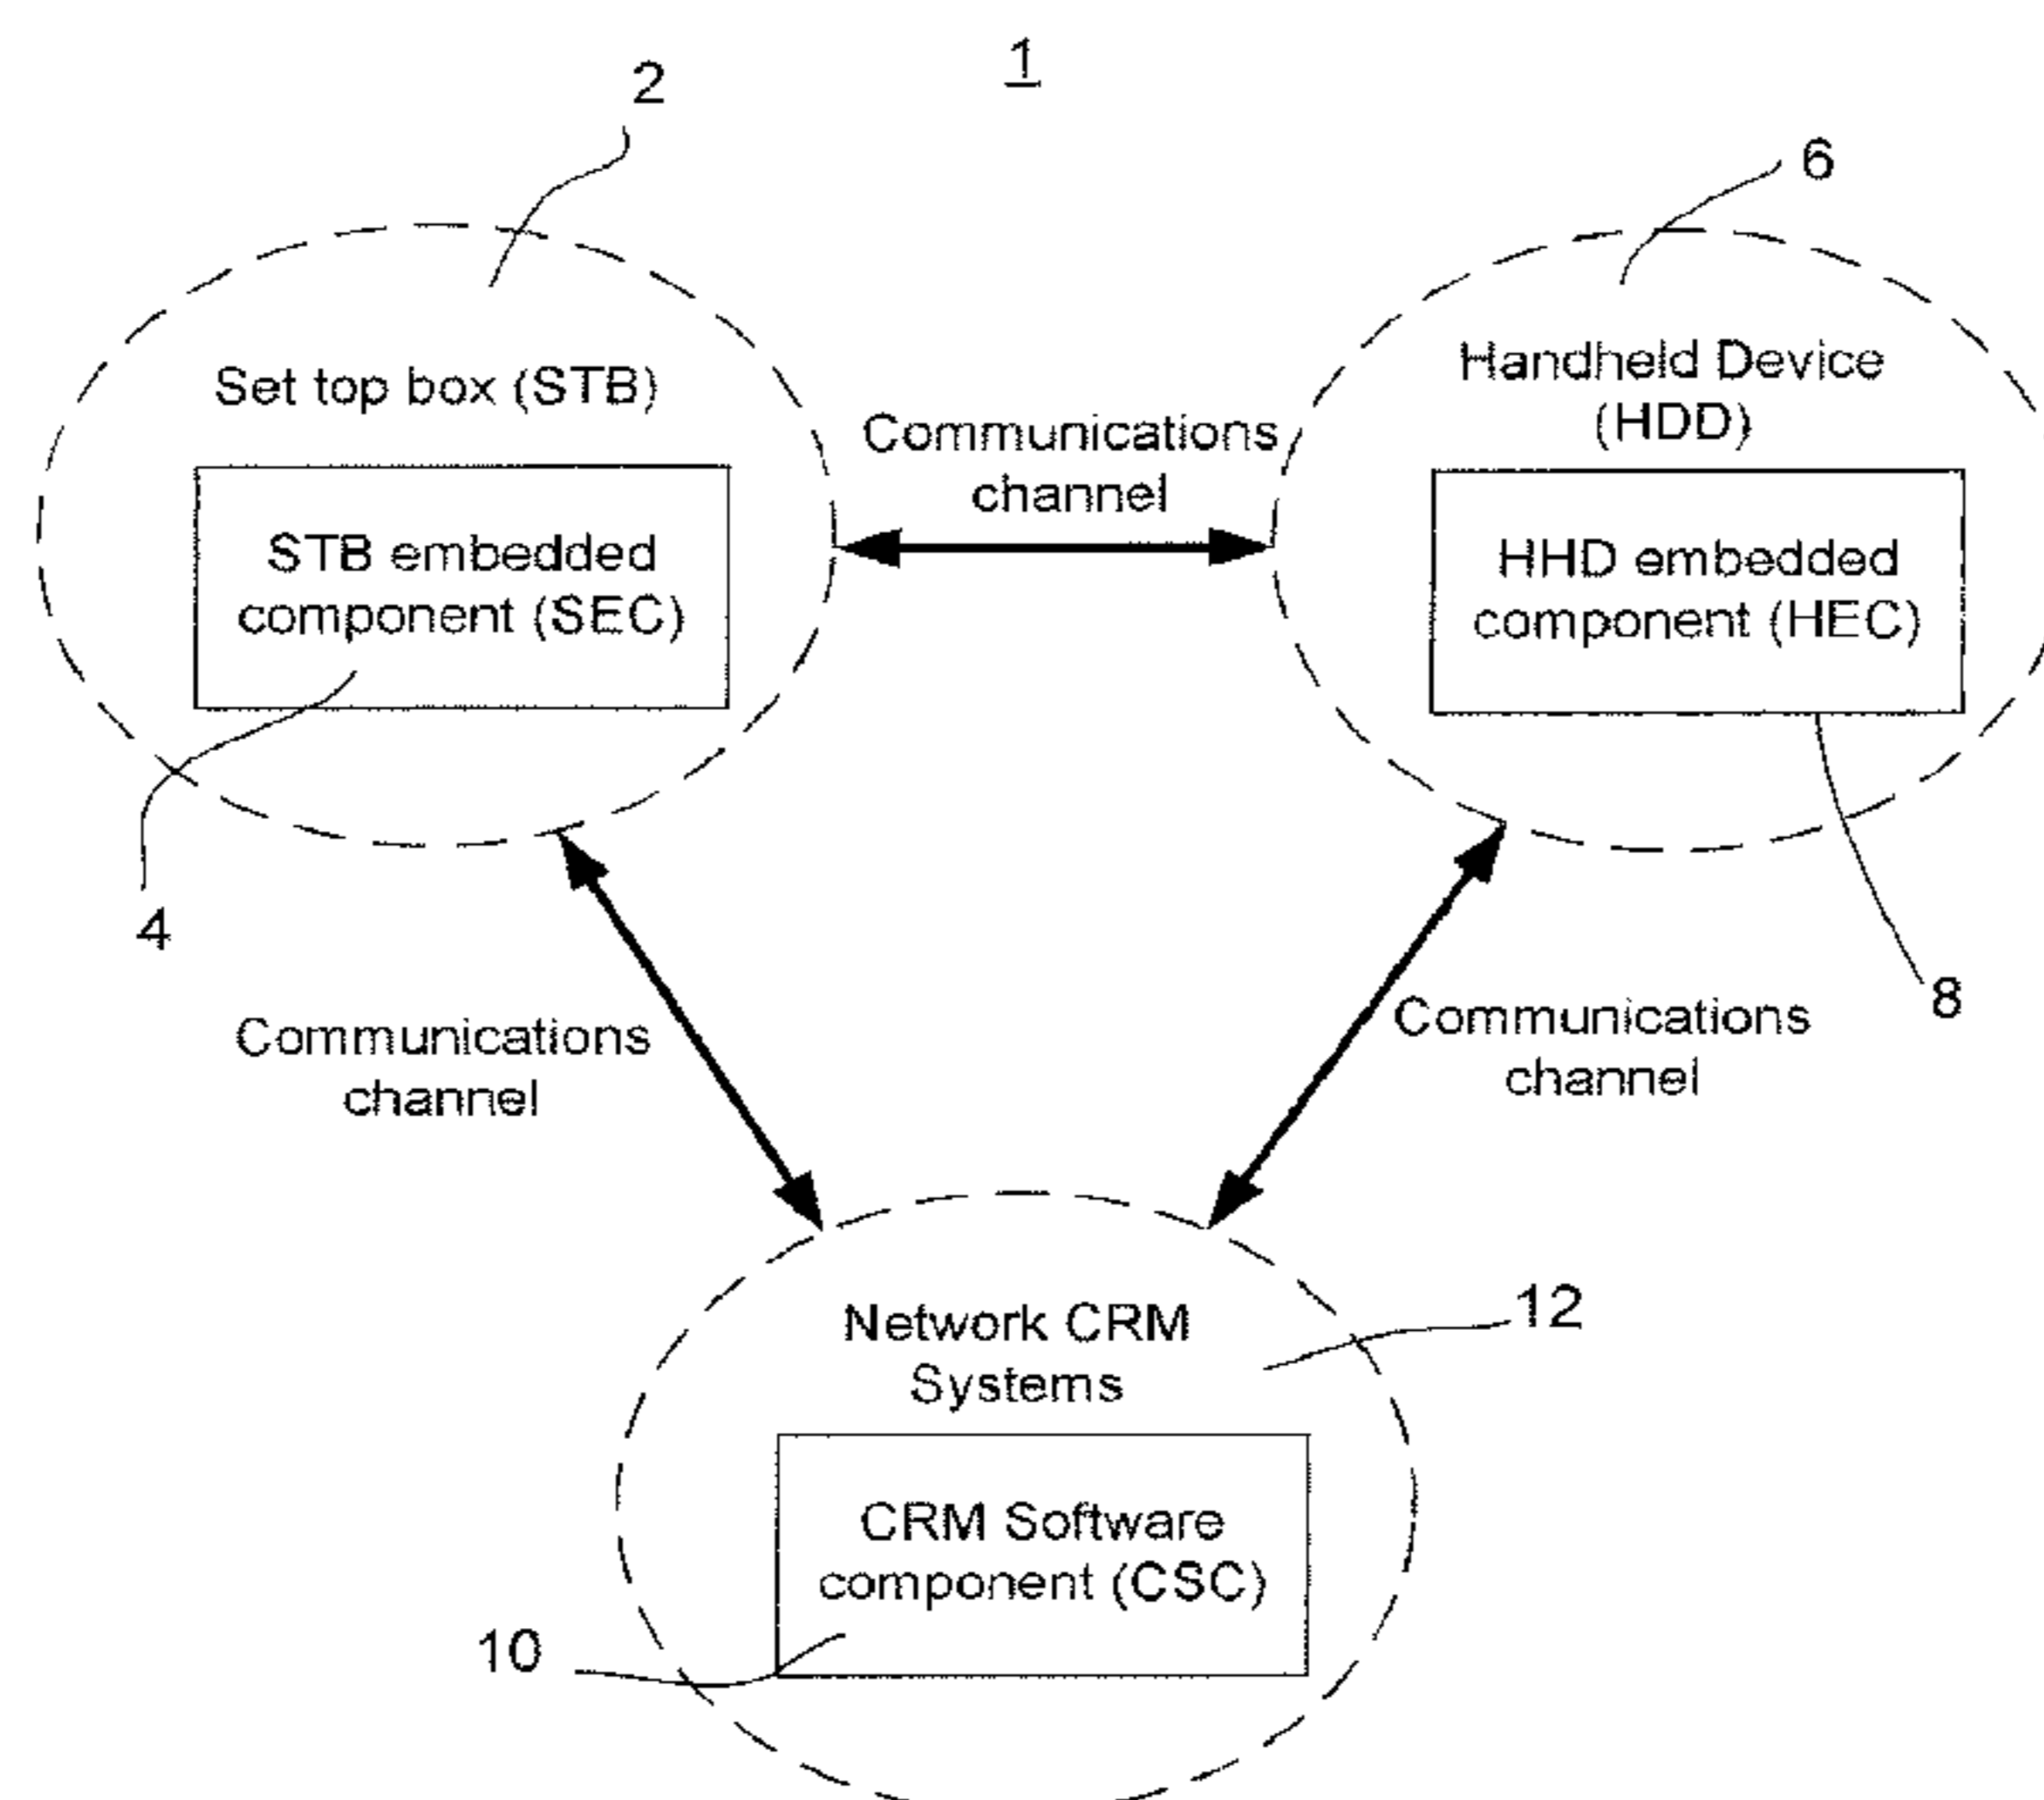 1
2
6
Set top box (STB)
STB embedded
component (SEC)
4
Communications
channel
Handheld Device
(HDD)
HHD embedded
component (HEC)
8
Communications
channel
Communications
channel
Network CRM
Systems
12
CRM Software
component (CSC)
10